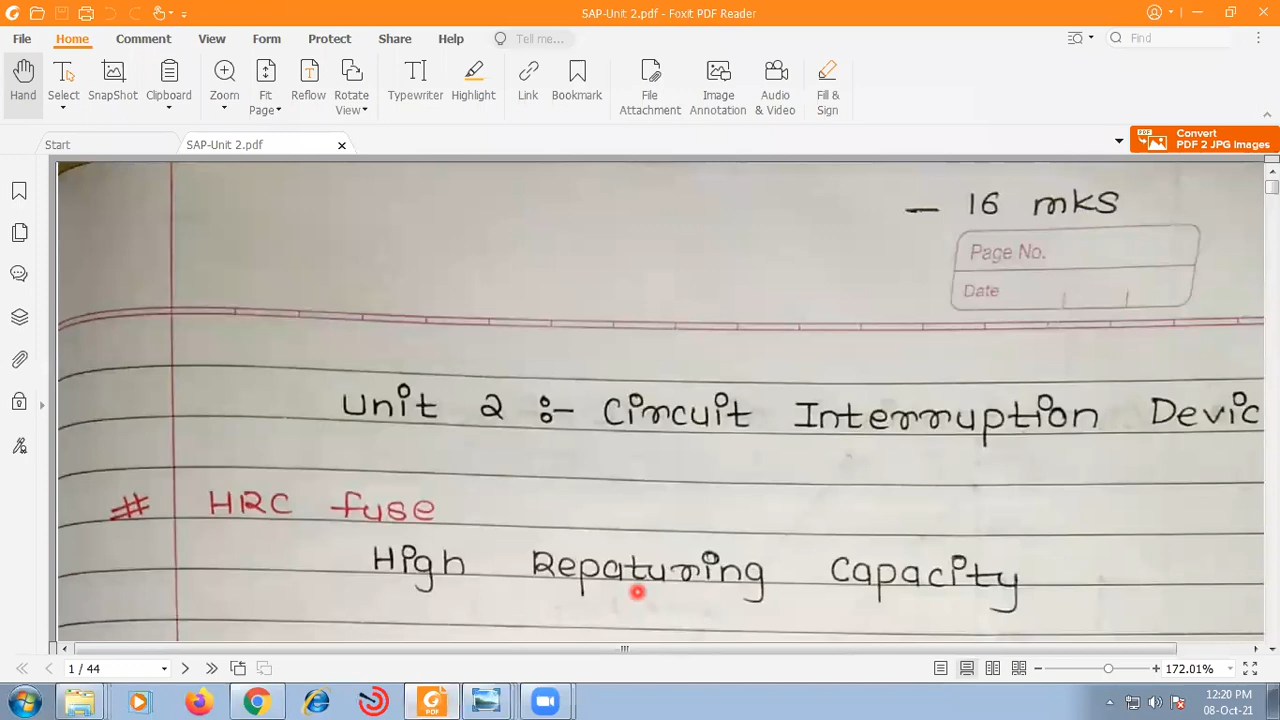 SAP-Unit 2.pdf - Foxit PDF Reader
File Home Comment View Form Protect Share Help Tell me... Find
Hand Select SnapShot Clipboard Zoom Fit Page Reflow Rotate View Typewriter Highlight Link Bookmark File Attachment Image Annotation Audio & Video Fill & Sign
Start SAP-Unit 2.pdf Convert PDF 2 JPG Images
— 16 mks
Page No.
Date
Unit 2 :- Circuit Interruption Devic
# HRC fuse
High Repaturing Capacity
1 / 44 172.01%
12:20 PM
08-Oct-21